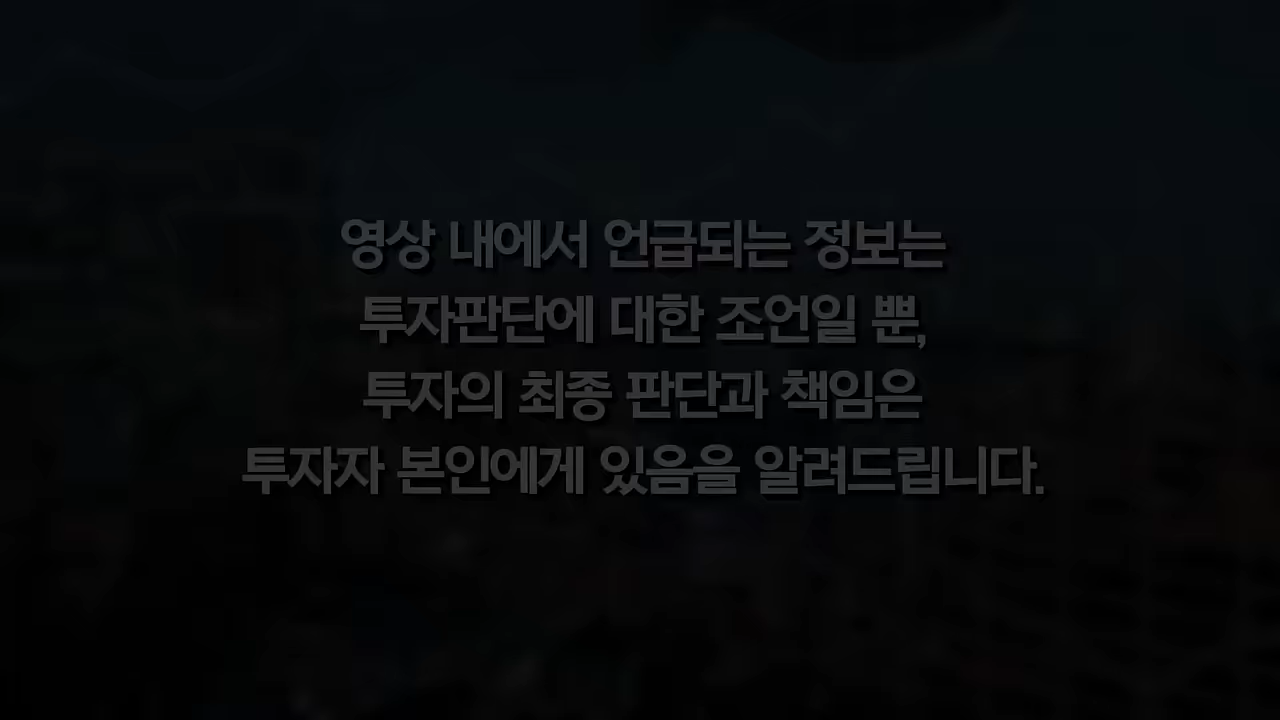 영상 내에서 언급되는 정보는
투자판단에 대한 조언일 뿐,
투자의 최종 판단과 책임은
투자자 본인에게 있음을 알려드립니다.